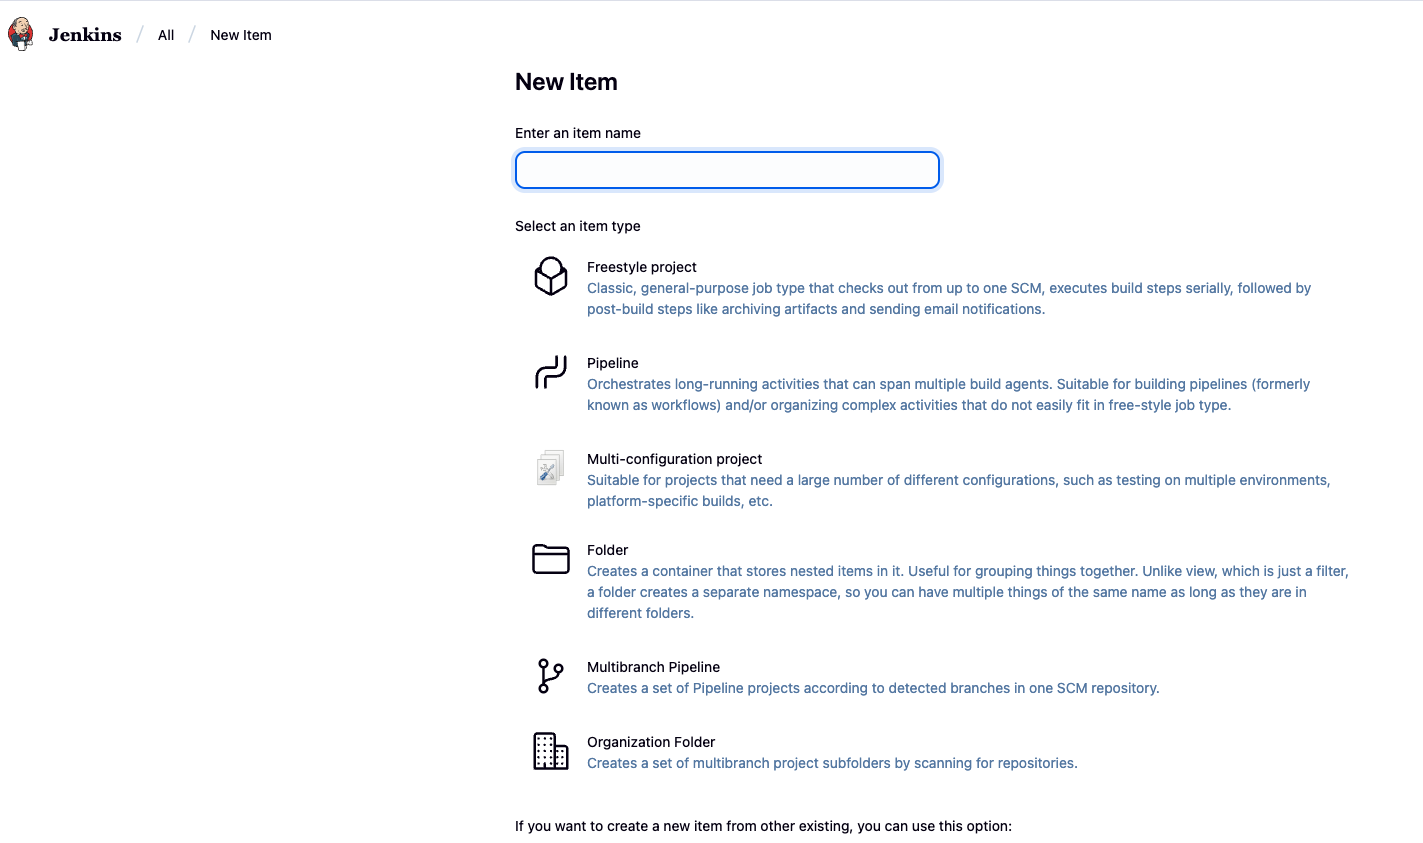 Jenkins / All / New Item
New Item
Enter an item name
Select an item type
Freestyle project
Classic, general-purpose job type that checks out from up to one SCM, executes build steps serially, followed by
post-build steps like archiving artifacts and sending email notifications.
Pipeline
Orchestrates long-running activities that can span multiple build agents. Suitable for building pipelines (formerly
known as workflows) and/or organizing complex activities that do not easily fit in free-style job type.
Multi-configuration project
Suitable for projects that need a large number of different configurations, such as testing on multiple environments,
platform-specific builds, etc.
Folder
Creates a container that stores nested items in it. Useful for grouping things together. Unlike view, which is just a filter,
a folder creates a separate namespace, so you can have multiple things of the same name as long as they are in
different folders.
Multibranch Pipeline
Creates a set of Pipeline projects according to detected branches in one SCM repository.
Organization Folder
Creates a set of multibranch project subfolders by scanning for repositories.
If you want to create a new item from other existing, you can use this option: